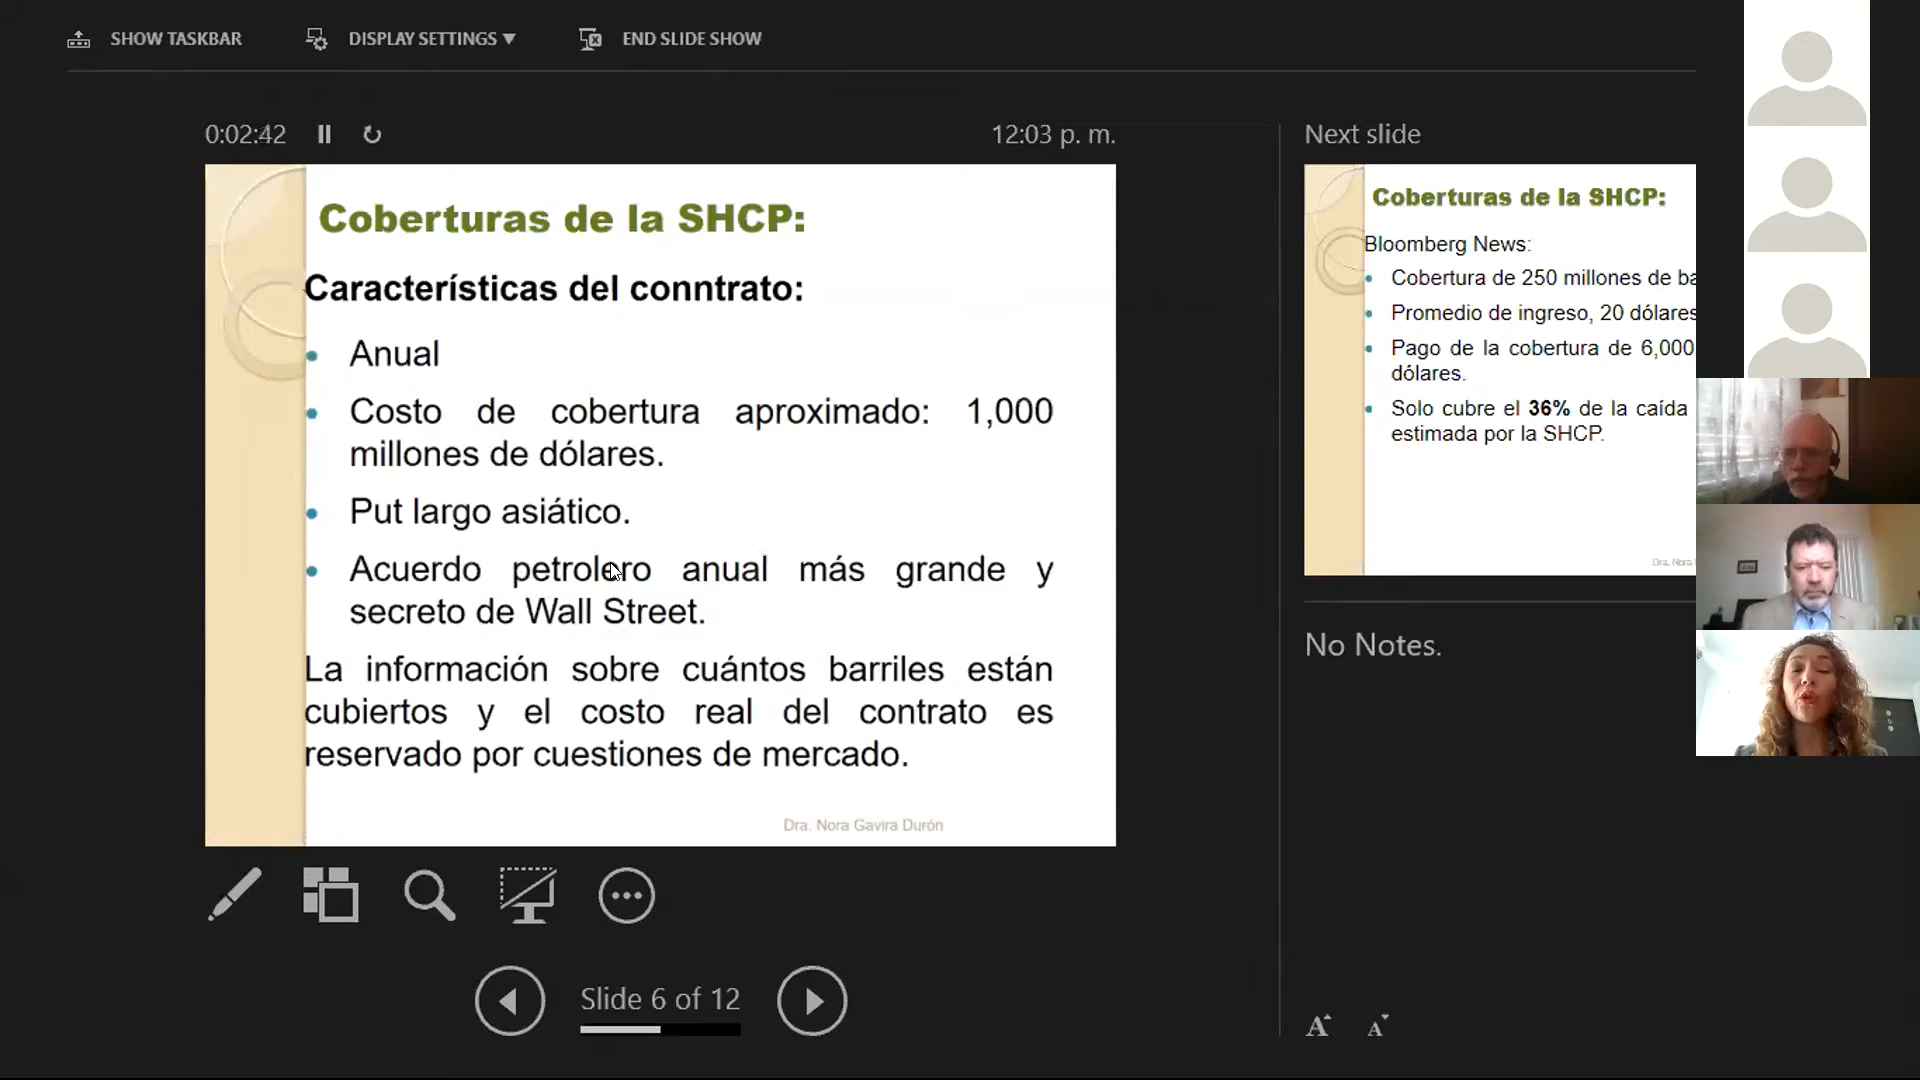 SHOW TASKBAR
DISPLAY SETTINGS
END SLIDE SHOW
0:02:42
12:03 p. m.
Coberturas de la SHCP:
Características del conntrato:
Anual
Costo de cobertura aproximado: 1,000
millones de dólares.
Put largo asiático.
Acuerdo petrolero anual más grande y
secreto de Wall Street.
La información sobre cuántos barriles están
cubiertos y el costo real del contrato es
reservado por cuestiones de mercado.
Dra. Nora Gavira Durón
Slide 6 of 12
Next slide
Coberturas de la SHCP:
Bloomberg News:
Cobertura de 250 millones de ba
Promedio de ingreso, 20 dólares
Pago de la cobertura de 6,000
dólares.
Solo cubre el 36% de la caída
estimada por la SHCP.
Dra. Nora
No Notes.
A A